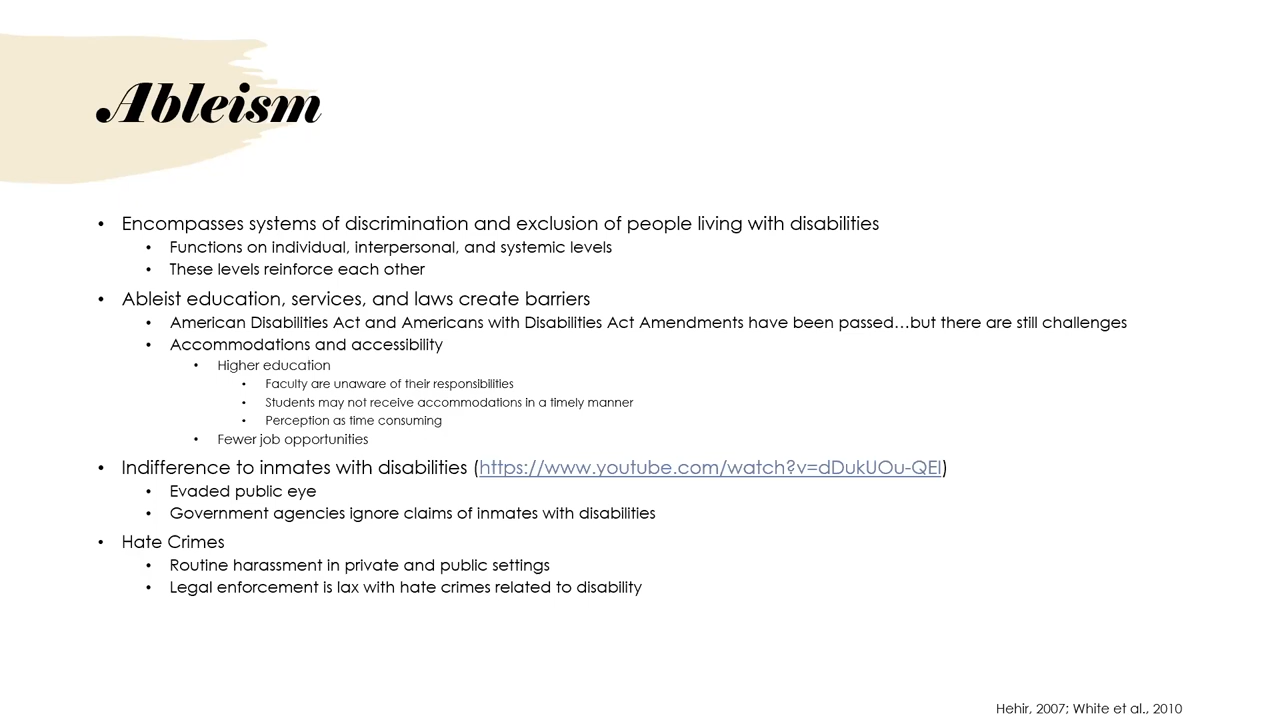 Ableism
• Encompasses systems of discrimination and exclusion of people living with disabilities
• Functions on individual, interpersonal, and systemic levels
• These levels reinforce each other
• Ableist education, services, and laws create barriers
• American Disabilities Act and Americans with Disabilities Act Amendments have been passed…but there are still challenges
• Accommodations and accessibility
• Higher education
• Faculty are unaware of their responsibilities
• Students may not receive accommodations in a timely manner
• Perception as time consuming
• Fewer job opportunities
• Indifference to inmates with disabilities (https://www.youtube.com/watch?v=dDukUOu-QEI)
• Evaded public eye
• Government agencies ignore claims of inmates with disabilities
• Hate Crimes
• Routine harassment in private and public settings
• Legal enforcement is lax with hate crimes related to disability
Hehir, 2007; White et al., 2010